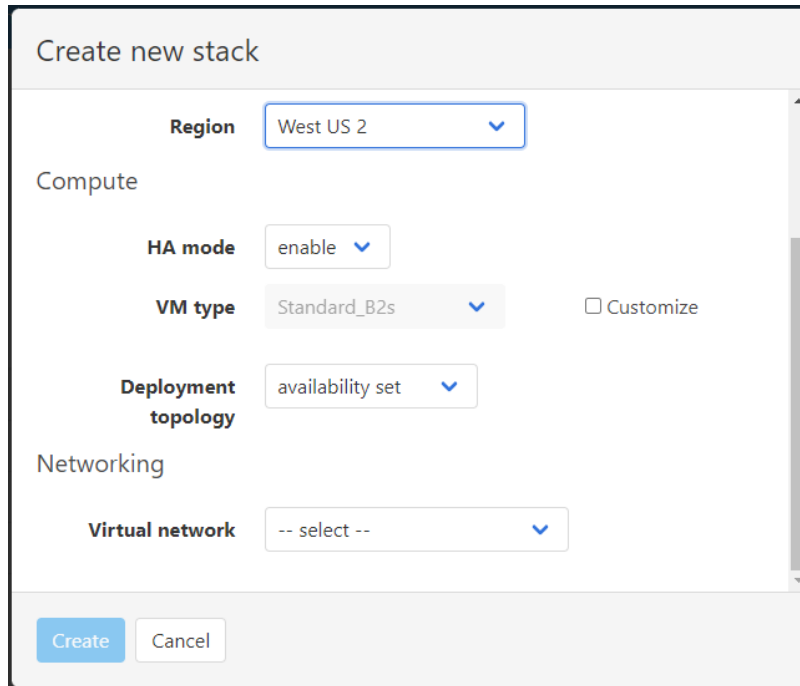 Create new stack
Region West US 2
Compute
HA mode enable
VM type Standard_B2s Customize
Deployment availability set
topology
Networking
Virtual network -- select --
Create Cancel